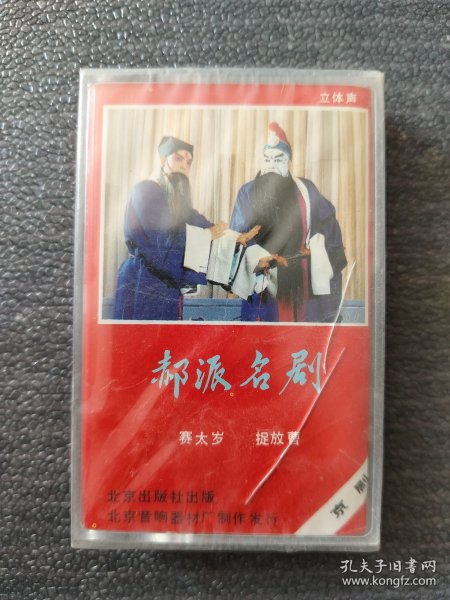 立体声
郝派名剧
赛太岁 捉放曹
北京出版社出版
北京音响器材厂制作发行
京剧
孔夫子旧书网
www.kongfz.com